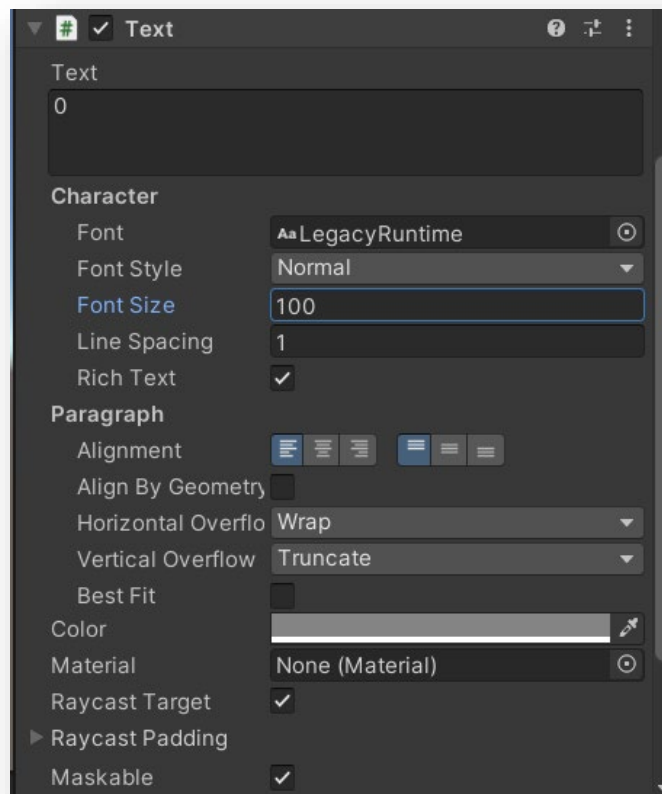 # Text
Text
0
Character
Font AaLegacyRuntime
Font Style Normal
Font Size 100
Line Spacing 1
Rich Text
Paragraph
Alignment
Align By Geometry
Horizontal Overflo Wrap
Vertical Overflow Truncate
Best Fit
Color
Material None (Material)
Raycast Target
Raycast Padding
Maskable